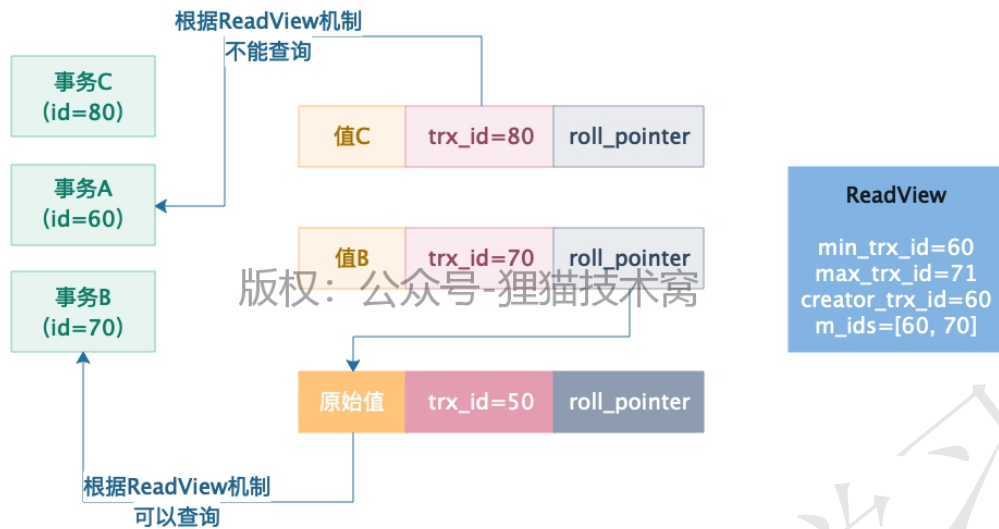 根据ReadView机制
不能查询
事务C
(id=80)
值C
trx_id=80
roll_pointer
事务A
(id=60)
ReadView
min_trx_id=60
max_trx_id=71
creator_trx_id=60
m_ids=[60, 70]
值B
trx_id=70
roll_pointer
版权：公众号-狸猫技术窝
事务B
(id=70)
原始值
trx_id=50
roll_pointer
根据ReadView机制
可以查询